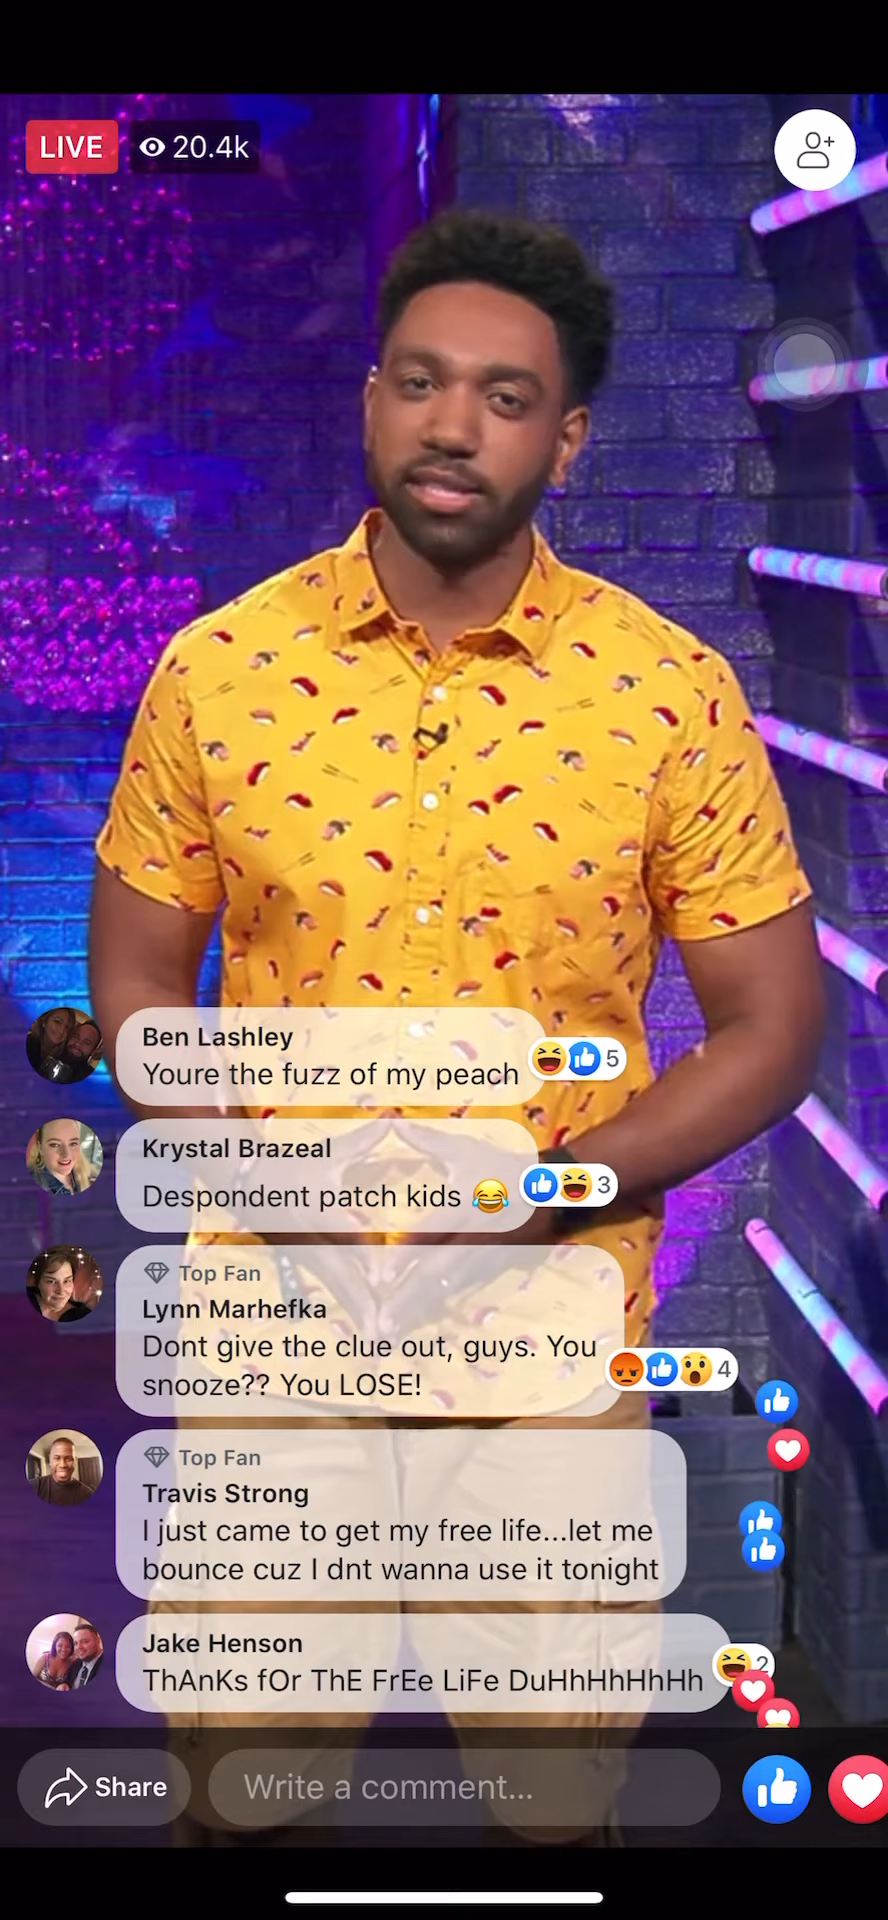 LIVE 20.4k
Ben Lashley
Youre the fuzz of my peach
5
Krystal Brazeal
Despondent patch kids 😂
3
Top Fan
Lynn Marhefka
Dont give the clue out, guys. You
snooze?? You LOSE!
4
Top Fan
Travis Strong
I just came to get my free life...let me
bounce cuz I dnt wanna use it tonight
Jake Henson
ThAnKs fOr ThE FrEe LiFe DuHhHhHhHh
2
Share
Write a comment...